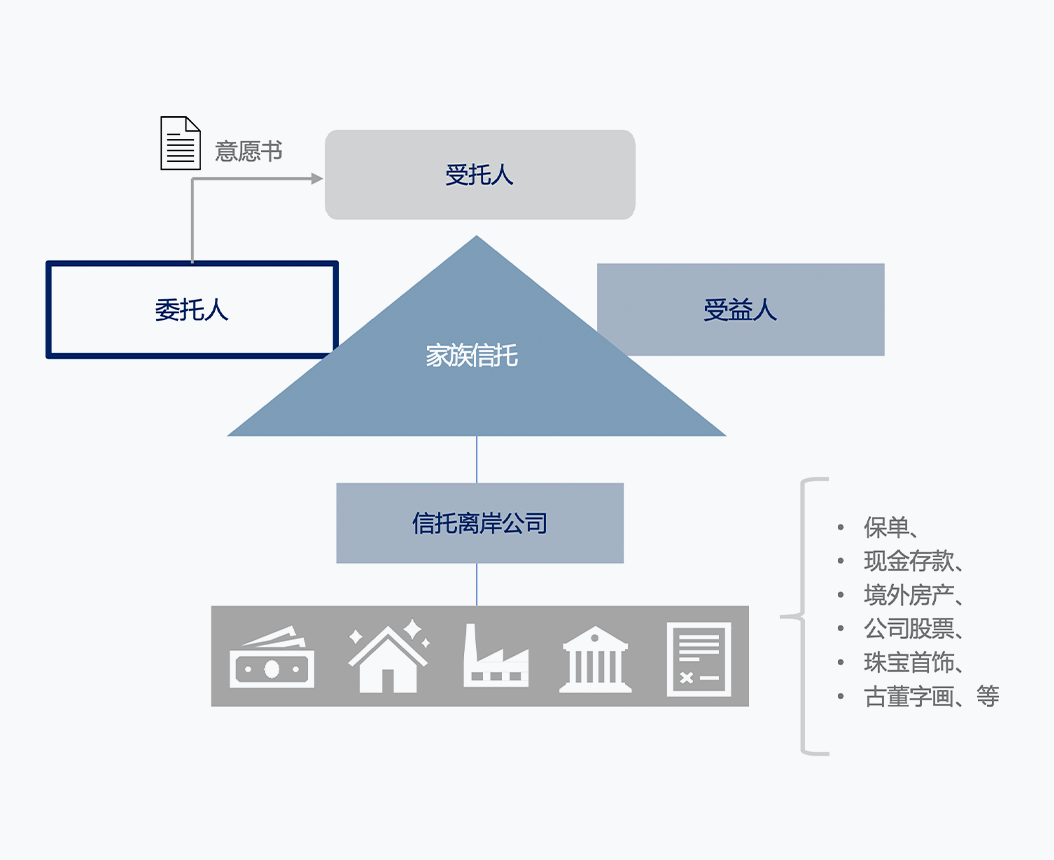 意愿书
受托人
委托人
受益人
家族信托
信托离岸公司
• 保单、
• 现金存款、
• 境外房产、
• 公司股票、
• 珠宝首饰、
• 古董字画、等